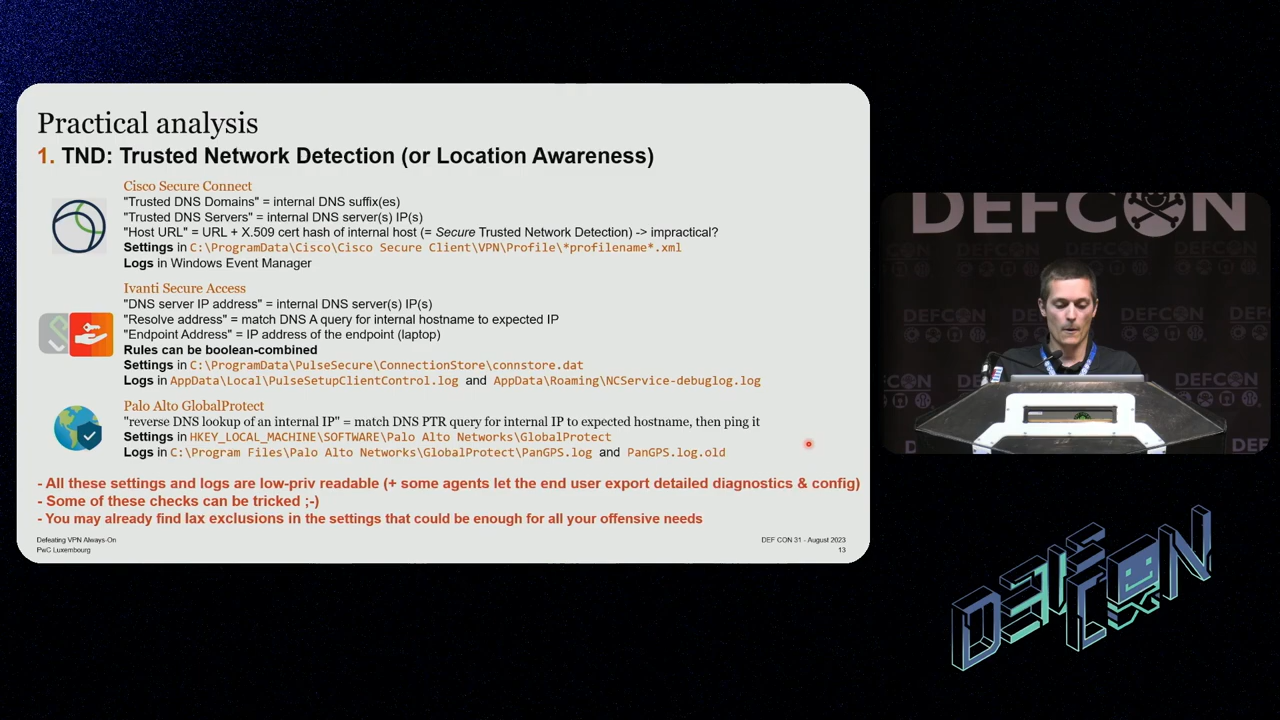 Practical analysis
1. TND: Trusted Network Detection (or Location Awareness)
Cisco Secure Connect
"Trusted DNS Domains" = internal DNS suffix(es)
"Trusted DNS Servers" = internal DNS server(s) IP(s)
"Host URL" = URL + X.509 cert hash of internal host (= Secure Trusted Network Detection) -> impractical?
Settings in C:\ProgramData\Cisco\Cisco Secure Client\VPN\Profile\*profilename*.xml
Logs in Windows Event Manager
Ivanti Secure Access
"DNS server IP address" = internal DNS server(s) IP(s)
"Resolve address" = match DNS A query for internal hostname to expected IP
"Endpoint Address" = IP address of the endpoint (laptop)
Rules can be boolean-combined
Settings in C:\ProgramData\PulseSecure\ConnectionStore\connstore.dat
Logs in AppData\Local\PulseSetupClientControl.log and AppData\Roaming\NCService-debuglog.log
Palo Alto GlobalProtect
"reverse DNS lookup of an internal IP" = match DNS PTR query for internal IP to expected hostname, then ping it
Settings in HKEY_LOCAL_MACHINE\SOFTWARE\Palo Alto Networks\GlobalProtect
Logs in C:\Program Files\Palo Alto Networks\GlobalProtect\PanGPS.log and PanGPS.log.old
- All these settings and logs are low-priv readable (+ some agents let the end user export detailed diagnostics & config)
- Some of these checks can be tricked ;-)
- You may already find lax exclusions in the settings that could be enough for all your offensive needs
Defeating VPN Always-On
PwC Luxembourg
DEF CON 31 - August 2023
13
DEFCON
DEFCON
DEFCON
DEFCON
DEFCON
DEF
DEFCON